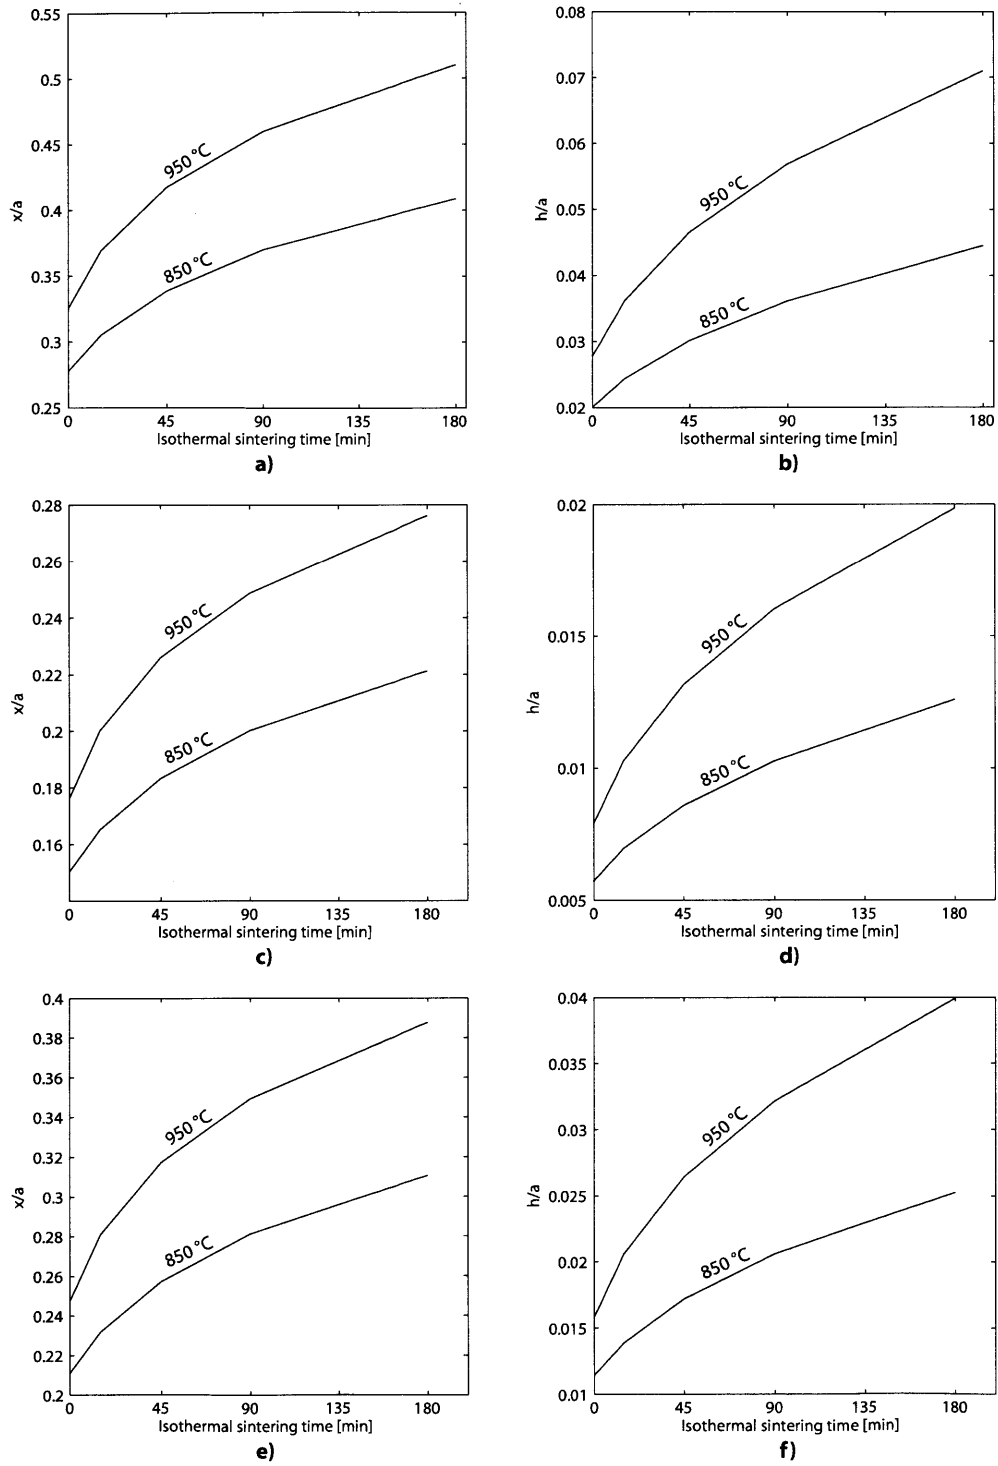 0.55
0.5
0.45
0.4
0.35
0.3
0.25
x/a
950 °C
850 °C
0 45 90 135 180
Isothermal sintering time [min]
a)
0.08
0.07
0.06
0.05
0.04
0.03
0.02
h/a
950 °C
850 °C
0 45 90 135 180
Isothermal sintering time [min]
b)
0.28
0.26
0.24
0.22
0.2
0.18
0.16
x/a
950 °C
850 °C
0 45 90 135 180
Isothermal sintering time [min]
c)
0.02
0.015
0.01
0.005
h/a
950 °C
850 °C
0 45 90 135 180
Isothermal sintering time [min]
d)
0.4
0.38
0.36
0.34
0.32
0.3
0.28
0.26
0.24
0.22
0.2
x/a
950 °C
850 °C
0 45 90 135 180
Isothermal sintering time [min]
e)
0.04
0.035
0.03
0.025
0.02
0.015
0.01
h/a
950 °C
850 °C
0 45 90 135 180
Isothermal sintering time [min]
f)